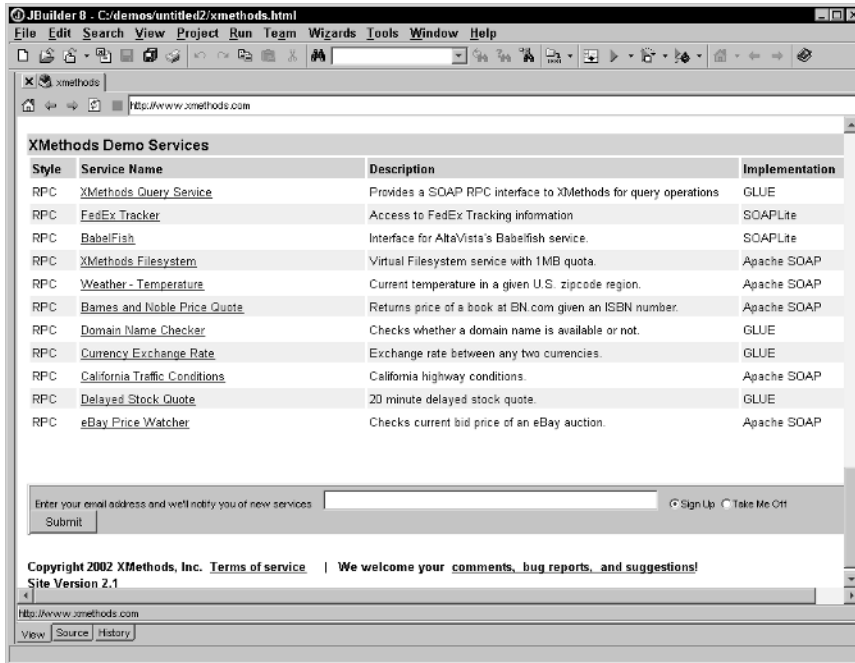 JBuilder 8 - C:/demos/untitled2/xmethods.html
File Edit Search View Project Run Team Wizards Tools Window Help
xmethods
http://www.xmethods.com
XMethods Demo Services
Style Service Name Description Implementation
RPC XMethods Query Service Provides a SOAP RPC interface to XMethods for query operations GLUE
RPC FedEx Tracker Access to FedEx Tracking information SOAPLite
RPC BabelFish Interface for AltaVista's Babelfish service. SOAPLite
RPC XMethods Filesystem Virtual Filesystem service with 1MB quota. Apache SOAP
RPC Weather - Temperature Current temperature in a given U.S. zipcode region. Apache SOAP
RPC Barnes and Noble Price Quote Returns price of a book at BN.com given an ISBN number. Apache SOAP
RPC Domain Name Checker Checks whether a domain name is available or not. GLUE
RPC Currency Exchange Rate Exchange rate between any two currencies. GLUE
RPC California Traffic Conditions California highway conditions. Apache SOAP
RPC Delayed Stock Quote 20 minute delayed stock quote. GLUE
RPC eBay Price Watcher Checks current bid price of an eBay auction. Apache SOAP
Enter your email address and we'll notify you of new services Sign Up Take Me Off
Submit
Copyright 2002 XMethods, Inc. Terms of service | We welcome your comments, bug reports, and suggestions!
Site Version 2.1
http://www.xmethods.com
View Source History